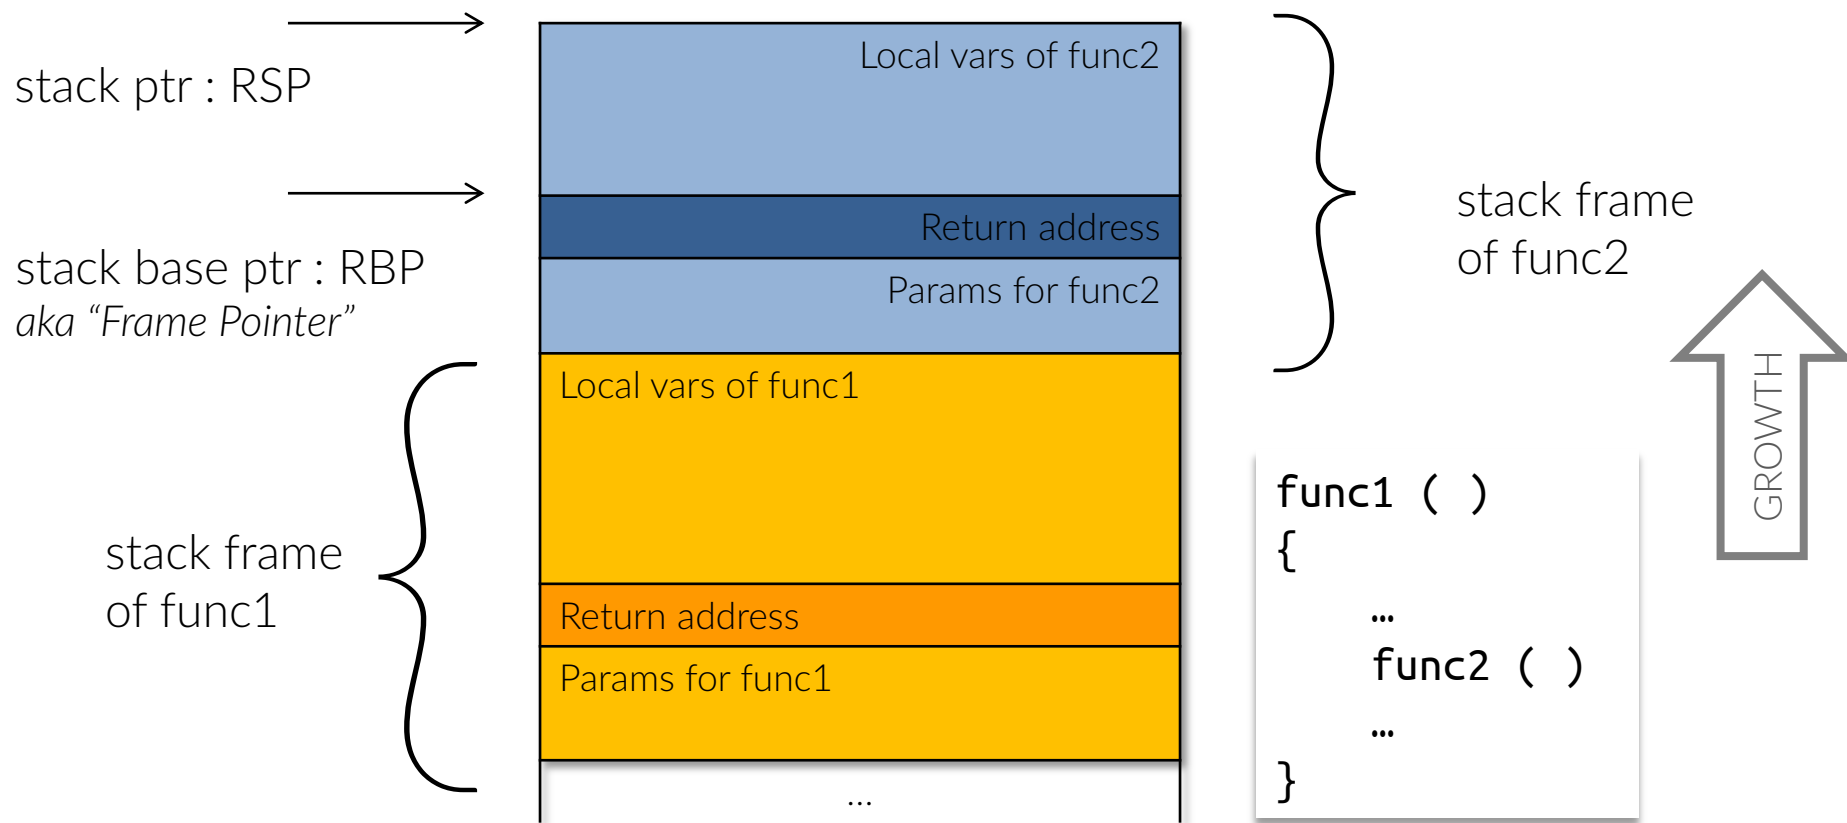 stack ptr : RSP
stack base ptr : RBP
aka “Frame Pointer”
stack frame
of func1
Local vars of func2
Return address
Params for func2
Local vars of func1
Return address
Params for func1
...
stack frame
of func2
GROWTH
func1 ( )
{
…
func2 ( )
…
}